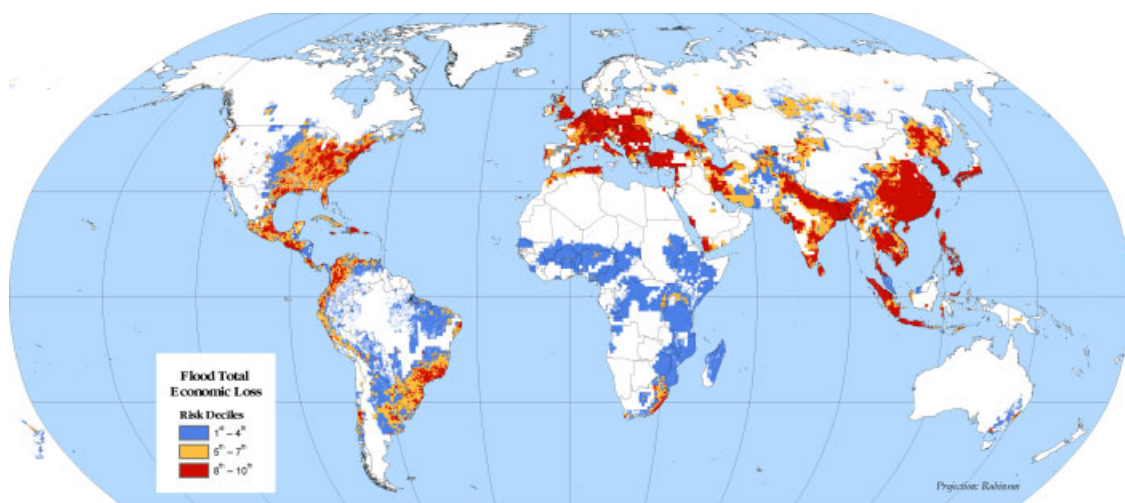 Flood Total
Economic Loss
Risk Deciles
1st – 4th
5th – 7th
8th – 10th
Projection: Robinson